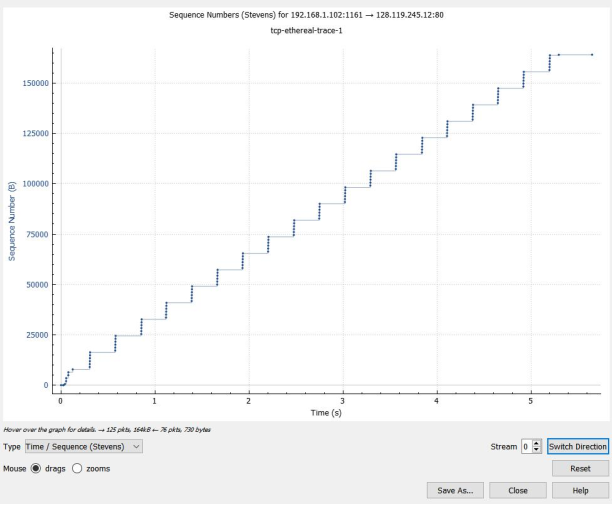 Sequence Numbers (Stevens) for 192.168.1.102:1161 → 128.119.245.12:80
tcp-ethereal-trace-1
150000
125000
100000
75000
50000
25000
0
Sequence Number (B)
0 1 2 3 4 5
Time (s)
Hover over the graph for details. → 125 pkts, 164kB ← 76 pkts, 730 bytes
Type Time / Sequence (Stevens) Stream 0 Switch Direction
Mouse drags zooms Reset
Save As... Close Help